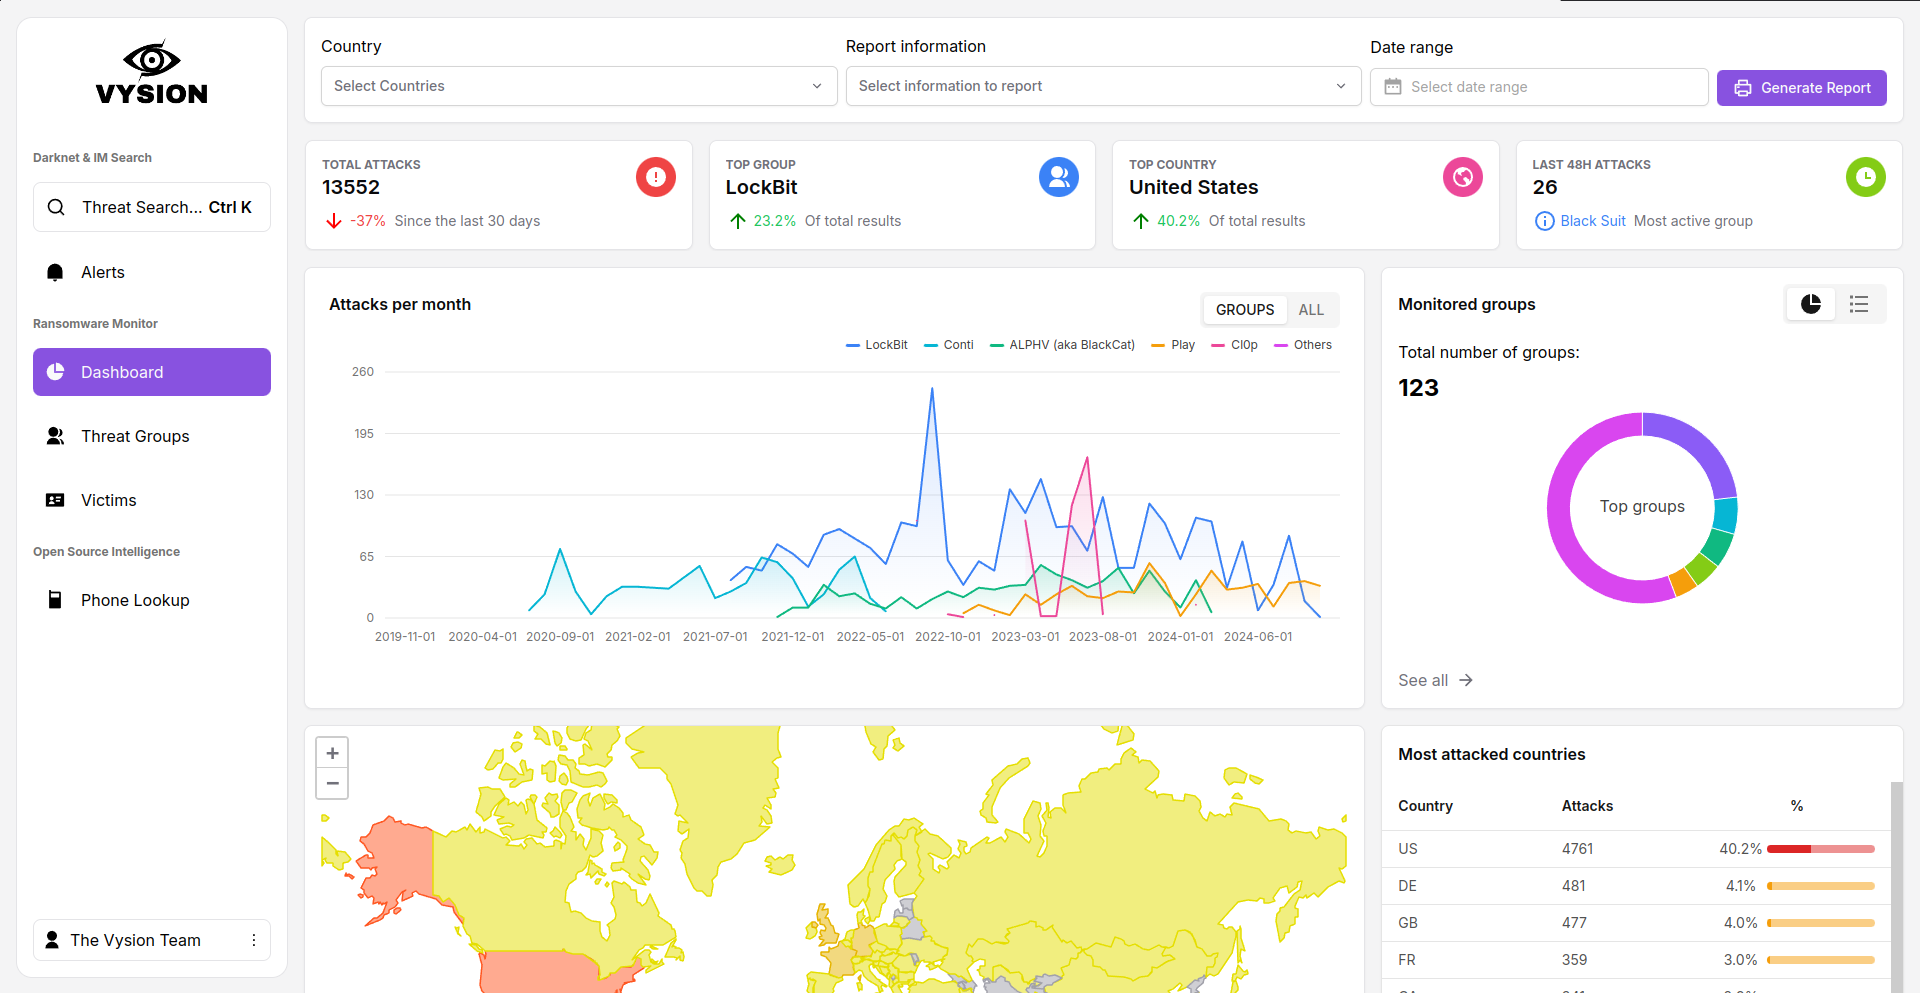 VYSION
Darknet & IM Search
Threat Search... Ctrl K
Alerts
Ransomware Monitor
Dashboard
Threat Groups
Victims
Open Source Intelligence
Phone Lookup
The Vysion Team
Country
Select Countries
Report information
Select information to report
Date range
Select date range
Generate Report
TOTAL ATTACKS
13552
-37% Since the last 30 days
TOP GROUP
LockBit
23.2% Of total results
TOP COUNTRY
United States
40.2% Of total results
LAST 48H ATTACKS
26
Black Suit Most active group
Attacks per month
GROUPS ALL
LockBit Conti ALPHV (aka BlackCat) Play Cl0p Others
260
195
130
65
0
2019-11-01 2020-04-01 2020-09-01 2021-02-01 2021-07-01 2021-12-01 2022-05-01 2022-10-01 2023-03-01 2023-08-01 2024-01-01 2024-06-01
Monitored groups
Total number of groups:
123
Top groups
See all
+
−
Most attacked countries
Country Attacks %
US 4761 40.2%
DE 481 4.1%
GB 477 4.0%
FR 359 3.0%